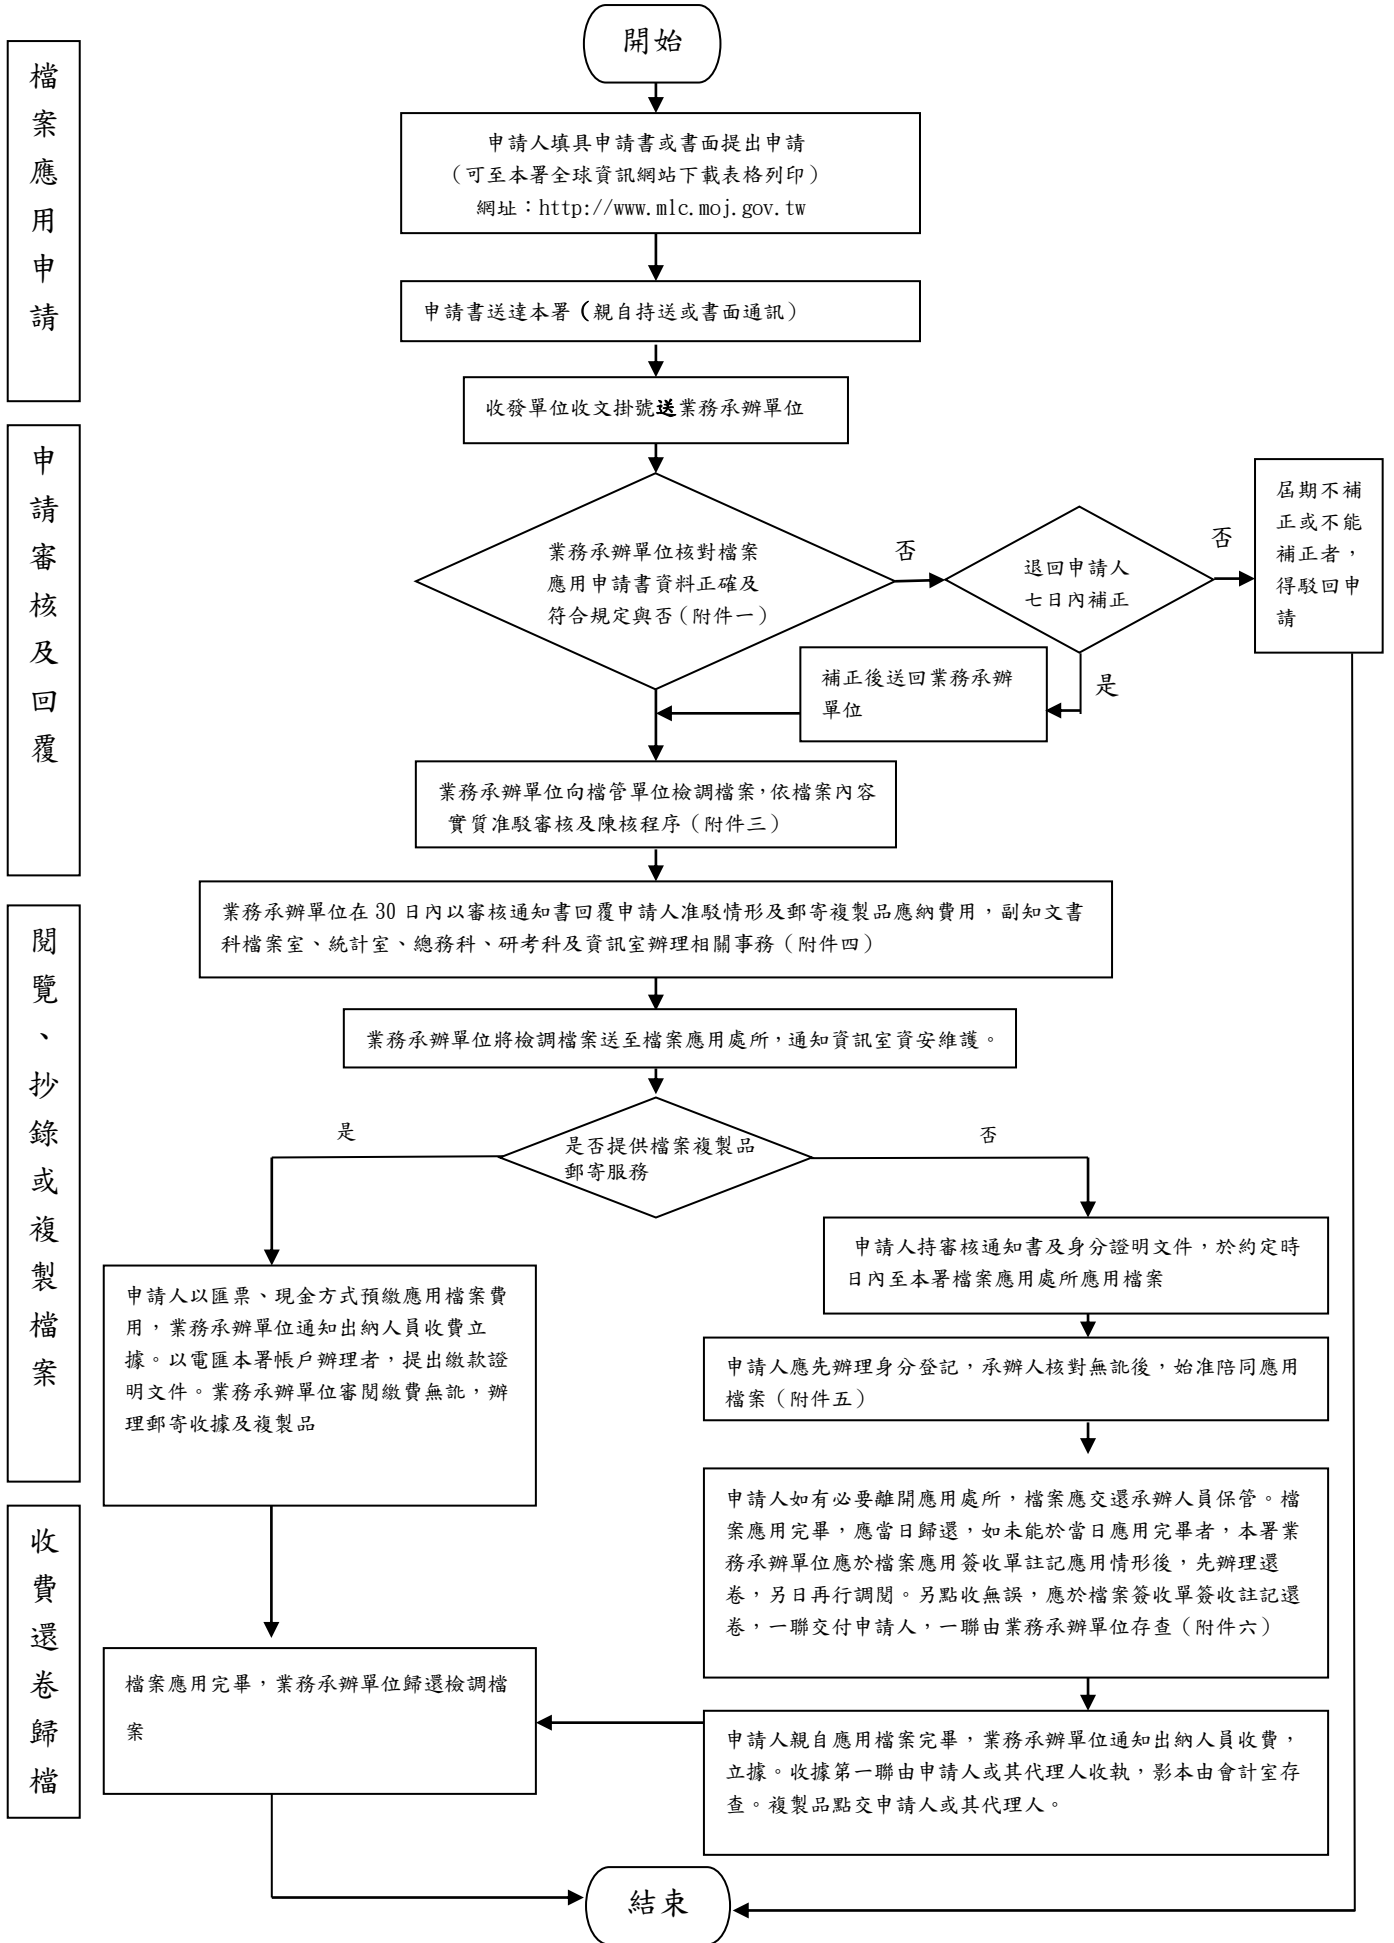 開始
檔案應用申請
申請人填具申請書或書面提出申請
（可至本署全球資訊網站下載表格列印）
網址：http://www.mlc.moj.gov.tw
申請書送達本署（親自持送或書面通訊）
收發單位收文掛號送業務承辦單位
申請審核及回覆
業務承辦單位核對檔案
應用申請書資料正確及
符合規定與否（附件一）
否
退回申請人
七日內補正
否
屆期不補
正或不能
補正者，
得駁回申
請
是
補正後送回業務承辦
單位
業務承辦單位向檔管單位檢調檔案，依檔案內容
實質准駁審核及陳核程序（附件三）
業務承辦單位在 30 日內以審核通知書回覆申請人准駁情形及郵寄複製品應納費用，副知文書
科檔案室、統計室、總務科、研考科及資訊室辦理相關事務（附件四）
閱覽、抄錄或複製檔案
業務承辦單位將檢調檔案送至檔案應用處所，通知資訊室資安維護。
是否提供檔案複製品
郵寄服務
是
否
申請人以匯票、現金方式預繳應用檔案費
用，業務承辦單位通知出納人員收費立
據。以電匯本署帳戶辦理者，提出繳款證
明文件。業務承辦單位審閱繳費無訛，辦
理郵寄收據及複製品
申請人持審核通知書及身分證明文件，於約定時
日內至本署檔案應用處所應用檔案
申請人應先辦理身分登記，承辦人核對無訛後，始准陪同應用
檔案（附件五）
申請人如有必要離開應用處所，檔案應交還承辦人員保管。檔
案應用完畢，應當日歸還，如未能於當日應用完畢者，本署業
務承辦單位應於檔案應用簽收單註記應用情形後，先辦理還
卷，另日再行調閱。另點收無誤，應於檔案簽收單簽收註記還
卷，一聯交付申請人，一聯由業務承辦單位存查（附件六）
收費還卷歸檔
檔案應用完畢，業務承辦單位歸還檢調檔
案
申請人親自應用檔案完畢，業務承辦單位通知出納人員收費，
立據。收據第一聯由申請人或其代理人收執，影本由會計室存
查。複製品點交申請人或其代理人。
結束